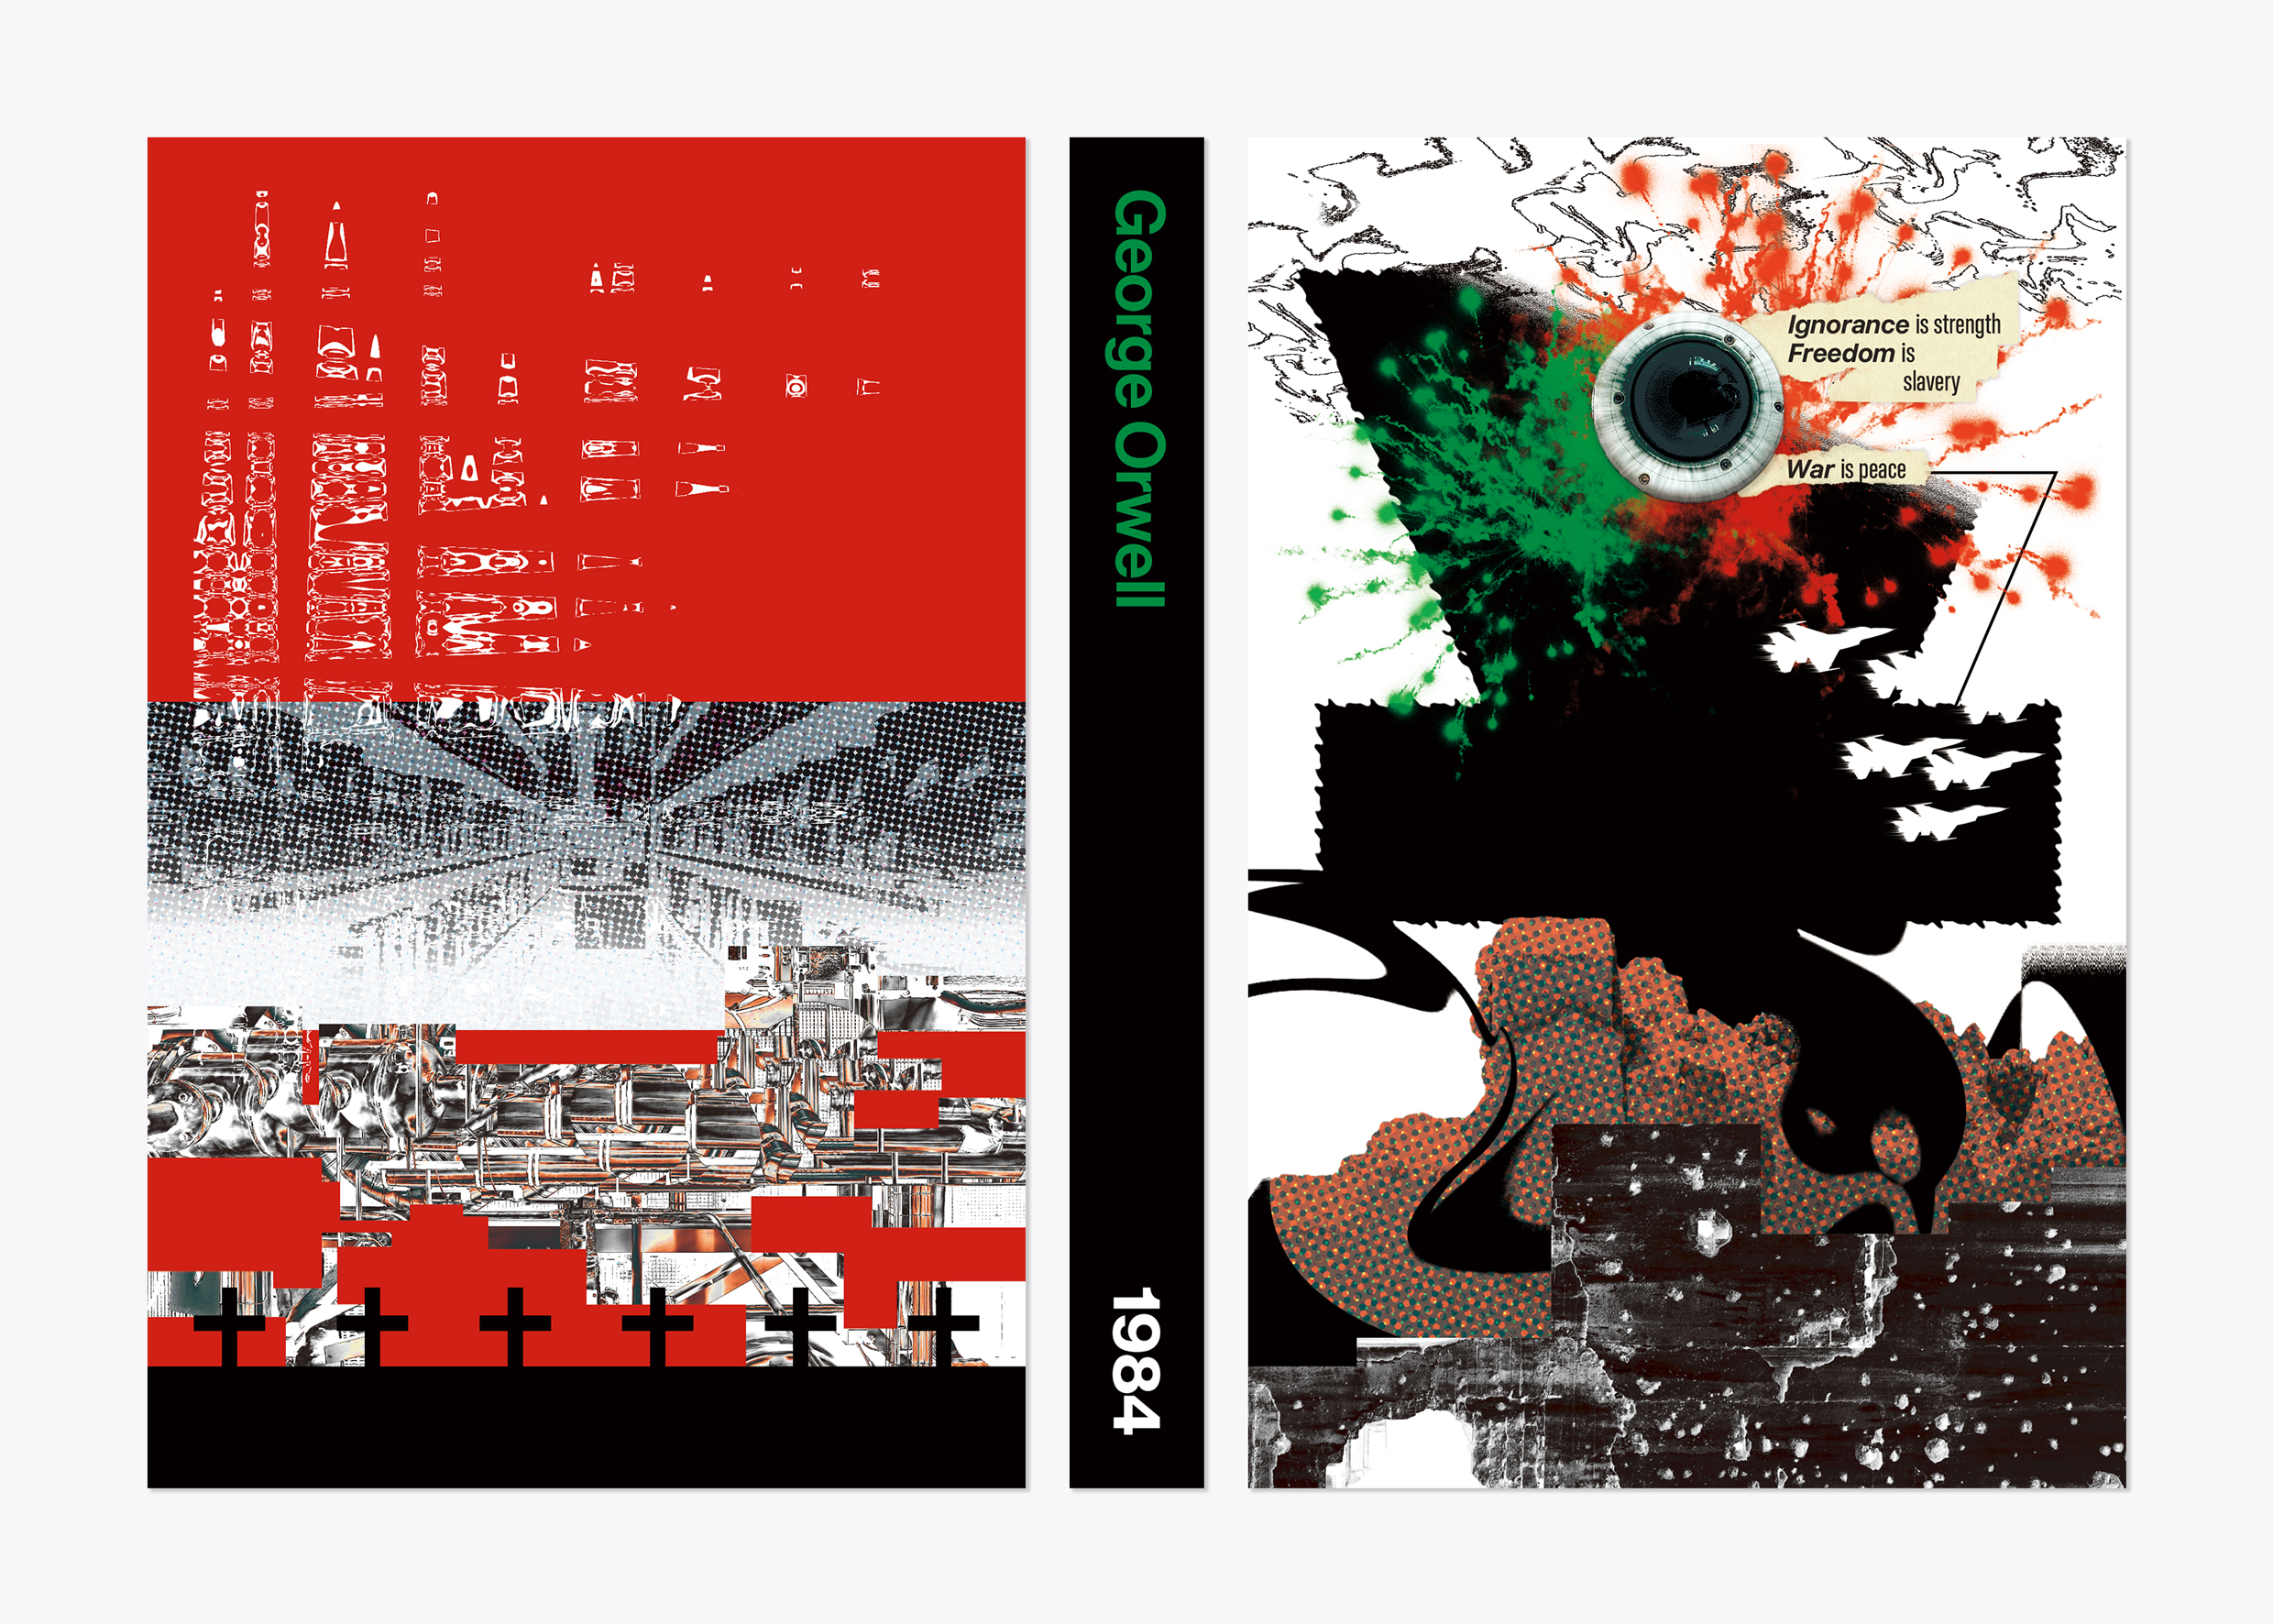 George Orwell
1984
Ignorance is strength
Freedom is
slavery
War is peace